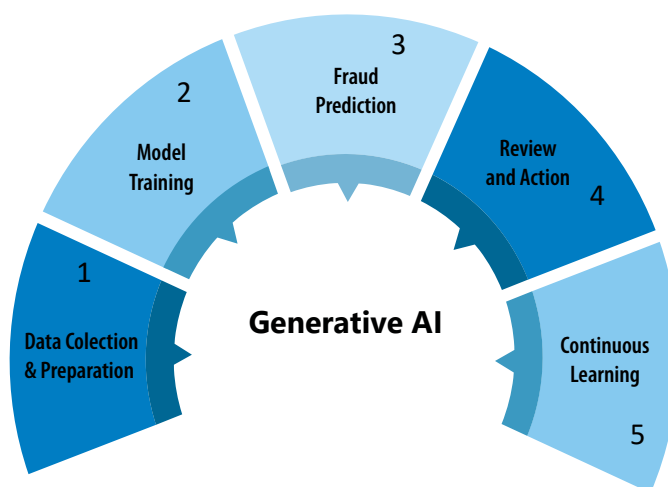 1
Data Colection
& Preparation
2
Model
Training
3
Fraud
Prediction
Review
and Action
4
Continuous
Learning
5
Generative AI